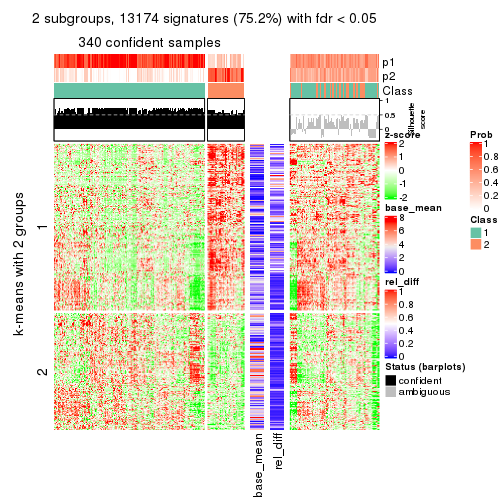 2 subgroups, 13174 signatures (75.2%) with fdr < 0.05
340 confident samples
p1
p2
Class
1
0.5
0
Silhouette
score
k-means with 2 groups
1
2
base_mean
rel_diff
z-score
2
1
0
-1
-2
base_mean
8
6
4
2
0
rel_diff
1
0.8
0.6
0.4
0.2
0
Status (barplots)
confident
ambiguous
Prob
1
0.8
0.6
0.4
0.2
0
Class
1
2